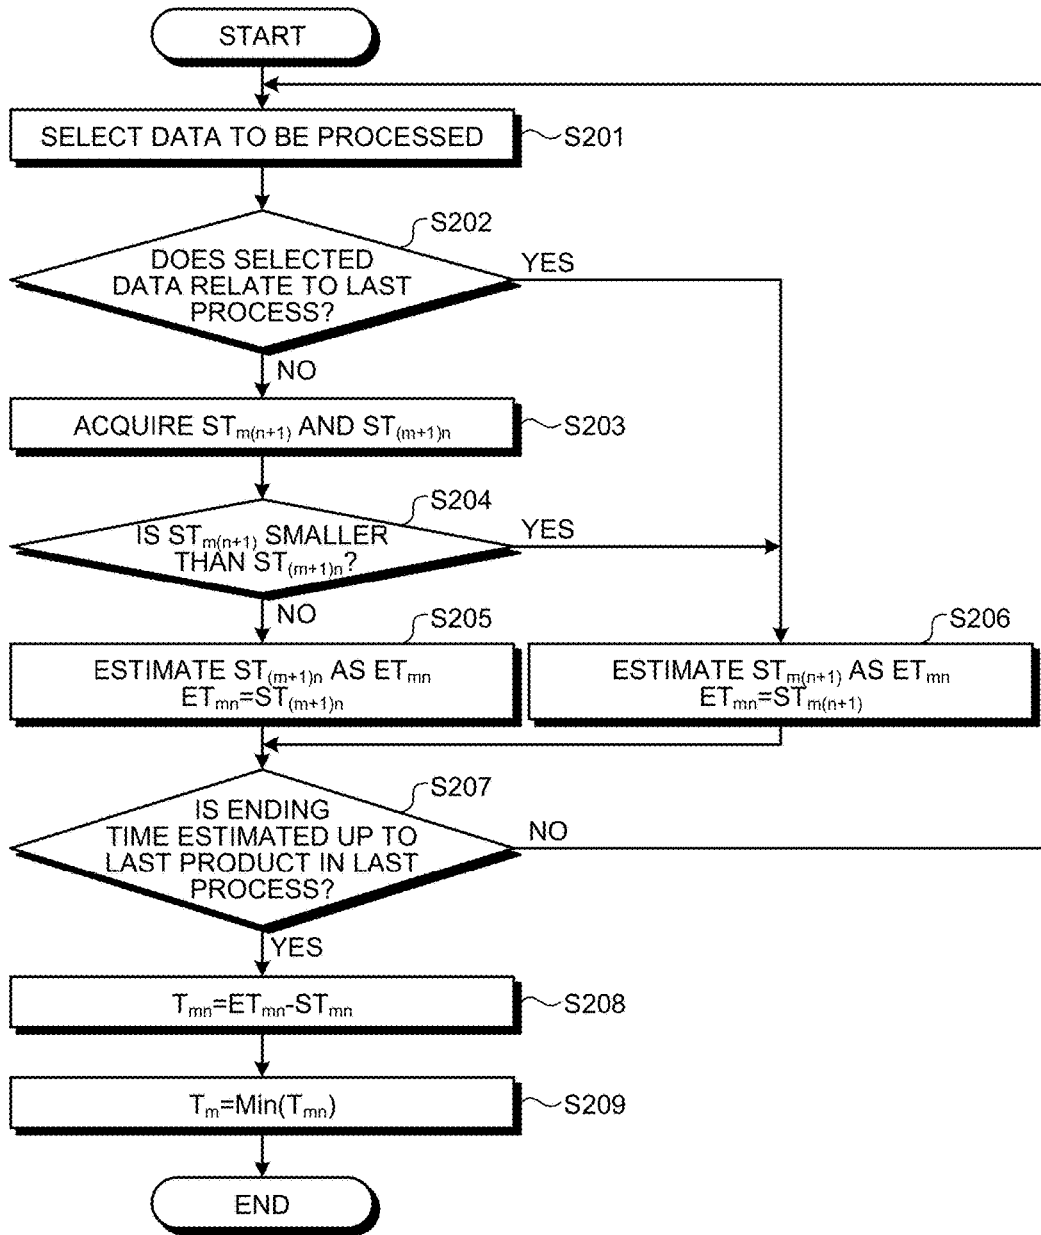 START
SELECT DATA TO BE PROCESSED
S201
S202
DOES SELECTED
DATA RELATE TO LAST
PROCESS?
YES
NO
ACQUIRE STm(n+1) AND ST(m+1)n
S203
S204
IS STm(n+1) SMALLER
THAN ST(m+1)n?
YES
NO
S205
ESTIMATE ST(m+1)n AS ETmn
ETmn=ST(m+1)n
S206
ESTIMATE STm(n+1) AS ETmn
ETmn=STm(n+1)
S207
IS ENDING
TIME ESTIMATED UP TO
LAST PRODUCT IN LAST
PROCESS?
NO
YES
Tmn=ETmn-STmn
S208
Tm=Min(Tmn)
S209
END